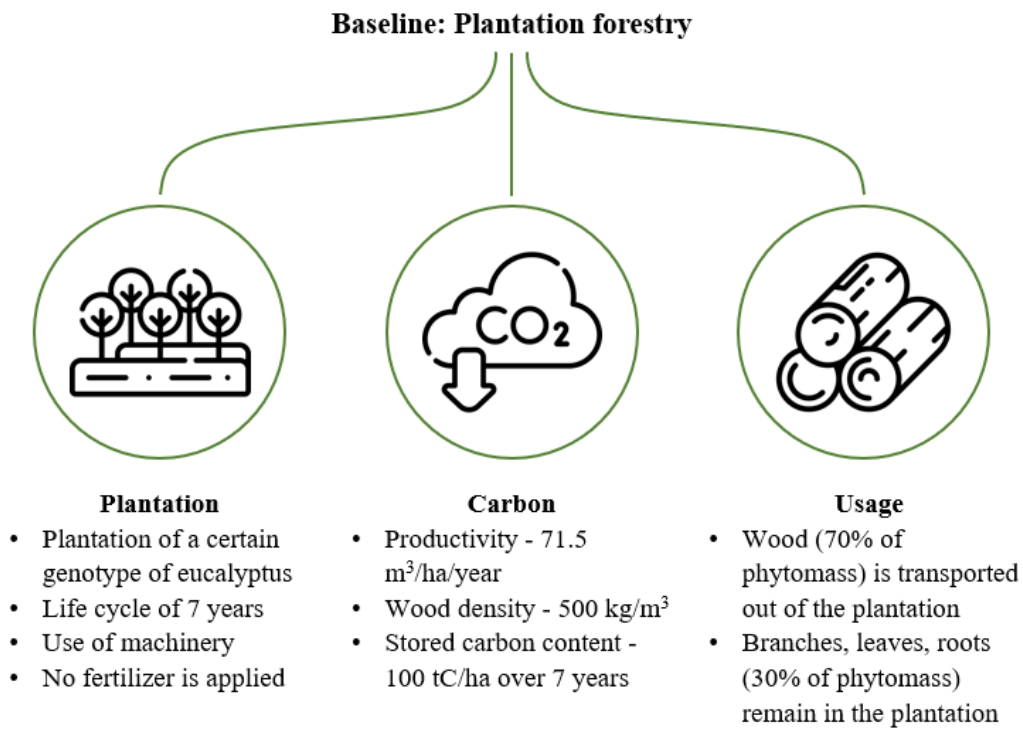 Baseline: Plantation forestry
CO2
Plantation
• Plantation of a certain
genotype of eucalyptus
• Life cycle of 7 years
• Use of machinery
• No fertilizer is applied
Carbon
• Productivity - 71.5
m³/ha/year
• Wood density - 500 kg/m³
• Stored carbon content -
100 tC/ha over 7 years
Usage
• Wood (70% of
phytomass) is transported
out of the plantation
• Branches, leaves, roots
(30% of phytomass)
remain in the plantation